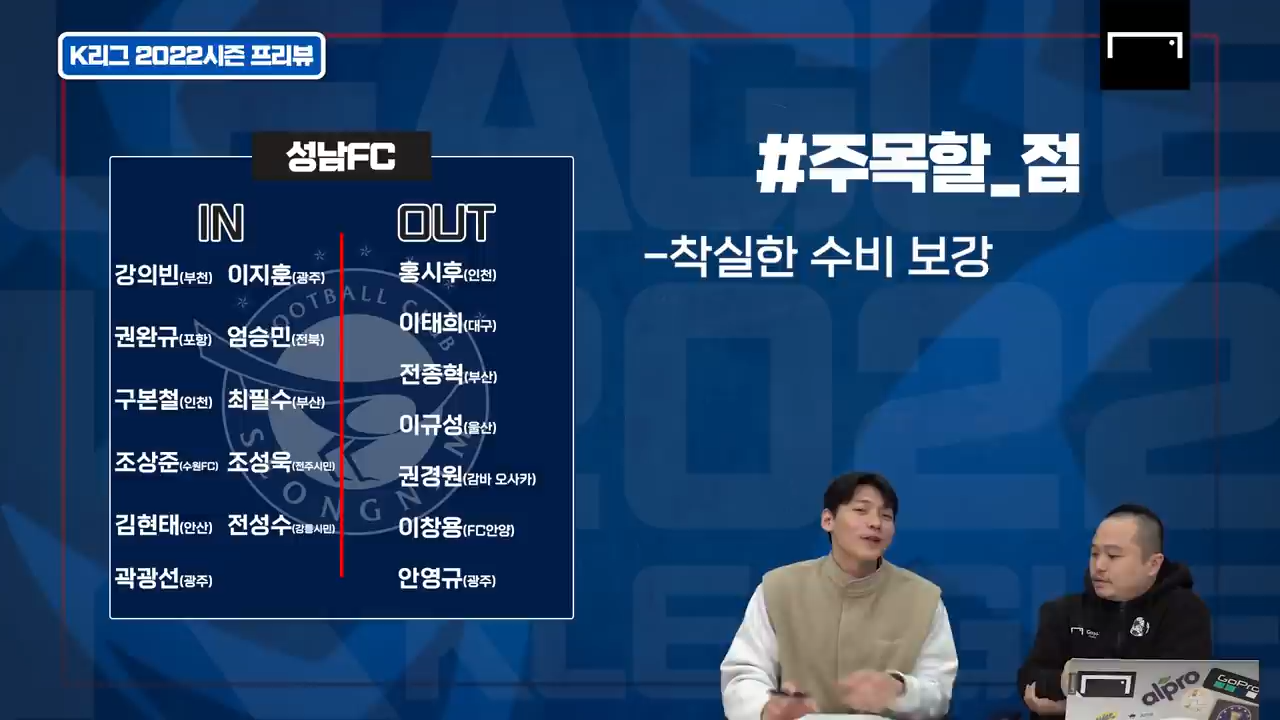 K리그 2022시즌 프리뷰
성남FC
IN
OUT
강의빈(부천) 이지훈(광주)
권완규(포항) 엄승민(전북)
구본철(인천) 최필수(부산)
조상준(수원FC) 조성욱(전주시민)
김현태(안산) 전성수(강릉시민)
곽광선(광주)
홍시후(인천)
이태희(대구)
전종혁(부산)
이규성(울산)
권경원(감바 오사카)
이창용(FC안양)
안영규(광주)
FOOTBALL CLUB
SEONGNAM
#주목할_점
-착실한 수비 보강
LEAGUE
2022
alpro
GoPro